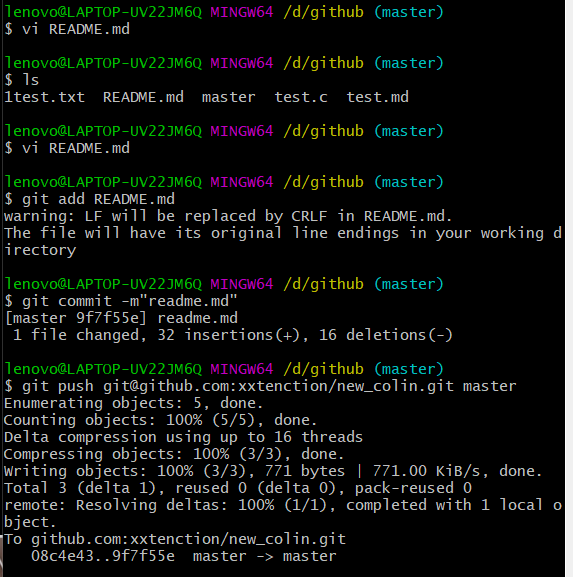 lenovo@LAPTOP-UV22JM6Q MINGW64 /d/github (master)
$ vi README.md
lenovo@LAPTOP-UV22JM6Q MINGW64 /d/github (master)
$ ls
1test.txt  README.md  master  test.c  test.md
lenovo@LAPTOP-UV22JM6Q MINGW64 /d/github (master)
$ vi README.md
lenovo@LAPTOP-UV22JM6Q MINGW64 /d/github (master)
$ git add README.md
warning: LF will be replaced by CRLF in README.md.
The file will have its original line endings in your working d
irectory
lenovo@LAPTOP-UV22JM6Q MINGW64 /d/github (master)
$ git commit -m"readme.md"
[master 9f7f55e] readme.md
 1 file changed, 32 insertions(+), 16 deletions(-)
lenovo@LAPTOP-UV22JM6Q MINGW64 /d/github (master)
$ git push git@github.com:xxtenction/new_colin.git master
Enumerating objects: 5, done.
Counting objects: 100% (5/5), done.
Delta compression using up to 16 threads
Compressing objects: 100% (3/3), done.
Writing objects: 100% (3/3), 771 bytes | 771.00 KiB/s, done.
Total 3 (delta 1), reused 0 (delta 0), pack-reused 0
remote: Resolving deltas: 100% (1/1), completed with 1 local o
bject.
To github.com:xxtenction/new_colin.git
   08c4e43..9f7f55e  master -> master